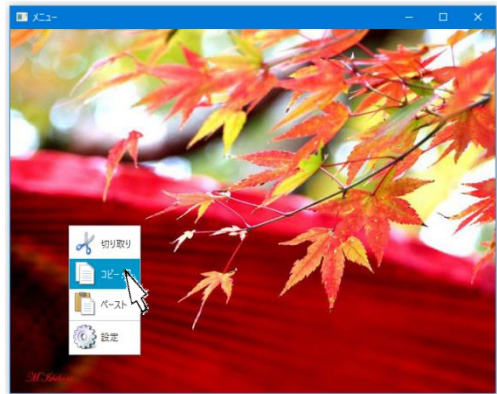 メニュー
切り取り
コピー
ペースト
設定